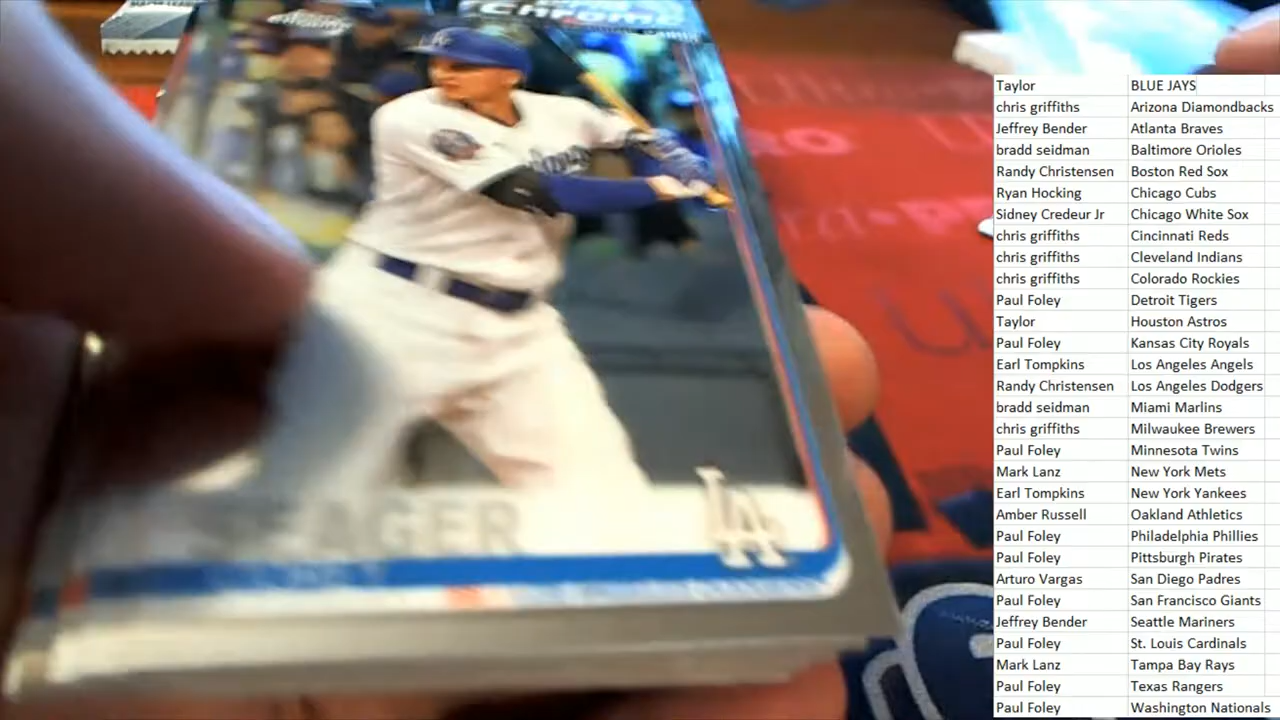 Chrome
LA
SEAGER
LA
Taylor BLUE JAYS
chris griffiths Arizona Diamondbacks
Jeffrey Bender Atlanta Braves
bradd seidman Baltimore Orioles
Randy Christensen Boston Red Sox
Ryan Hocking Chicago Cubs
Sidney Credeur Jr Chicago White Sox
chris griffiths Cincinnati Reds
chris griffiths Cleveland Indians
chris griffiths Colorado Rockies
Paul Foley Detroit Tigers
Taylor Houston Astros
Paul Foley Kansas City Royals
Earl Tompkins Los Angeles Angels
Randy Christensen Los Angeles Dodgers
bradd seidman Miami Marlins
chris griffiths Milwaukee Brewers
Paul Foley Minnesota Twins
Mark Lanz New York Mets
Earl Tompkins New York Yankees
Amber Russell Oakland Athletics
Paul Foley Philadelphia Phillies
Paul Foley Pittsburgh Pirates
Arturo Vargas San Diego Padres
Paul Foley San Francisco Giants
Jeffrey Bender Seattle Mariners
Paul Foley St. Louis Cardinals
Mark Lanz Tampa Bay Rays
Paul Foley Texas Rangers
Paul Foley Washington Nationals